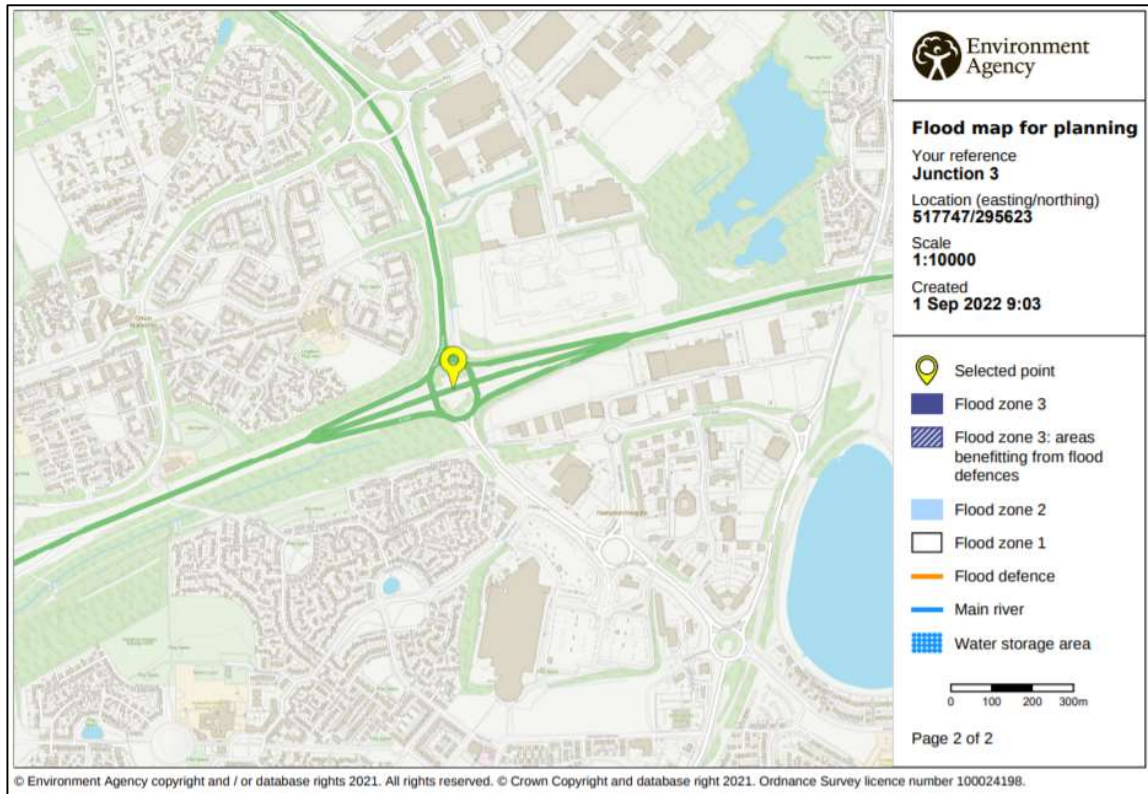 Environment
Agency
Flood map for planning
Your reference
Junction 3
Location (easting/northing)
517747/295623
Scale
1:10000
Created
1 Sep 2022 9:03
Selected point
Flood zone 3
Flood zone 3: areas
benefitting from flood
defences
Flood zone 2
Flood zone 1
Flood defence
Main river
Water storage area
0 100 200 300m
Page 2 of 2
© Environment Agency copyright and / or database rights 2021. All rights reserved. © Crown Copyright and database right 2021. Ordnance Survey licence number 100024198.